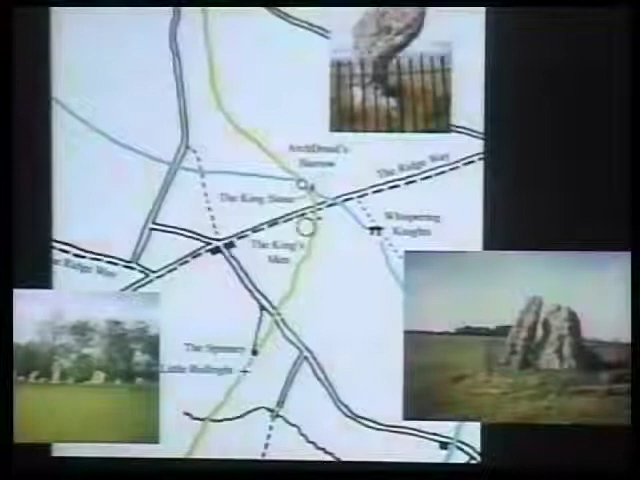 ArchDruid's
Barrow
The Ridge Way
The King Stone
Whispering
Knights
The King's
Men
The Ridge Way
The Spinney
Little Rollright